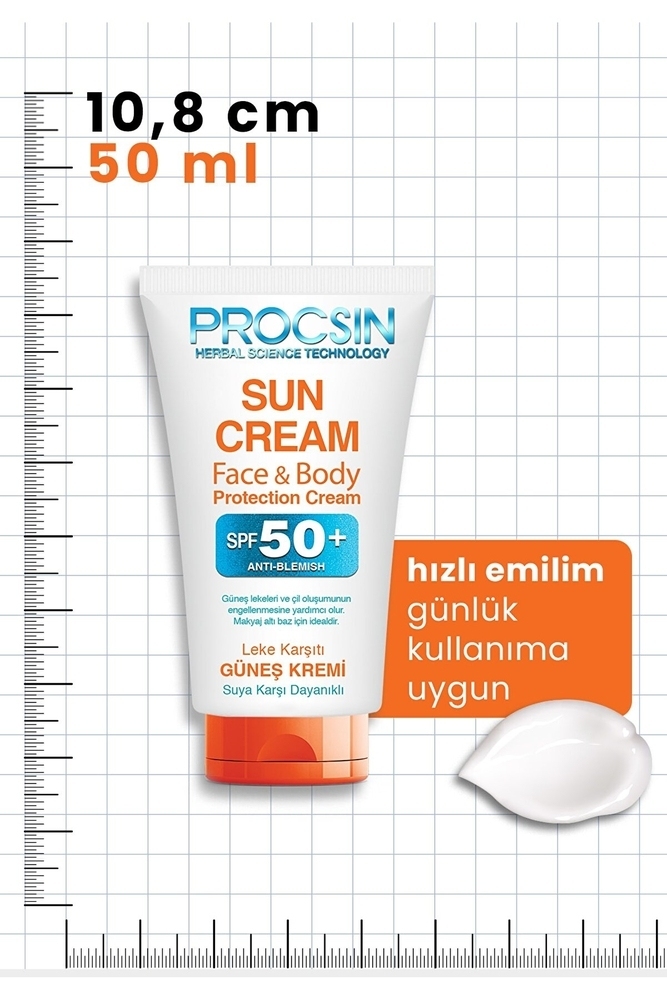 10,8 cm
50 ml
PROCSIN
HERBAL SCIENCE TECHNOLOGY
SUN
CREAM
Face & Body
Protection Cream
SPF 50+
ANTI-BLEMISH
Güneş lekeleri ve çil oluşumunun
engellenmesine yardımcı olur.
Makyaj altı baz için idealdir.
Leke Karşıtı
GÜNEŞ KREMİ
Suya Karşı Dayanıklı
hızlı emilim
günlük
kullanıma
uygun